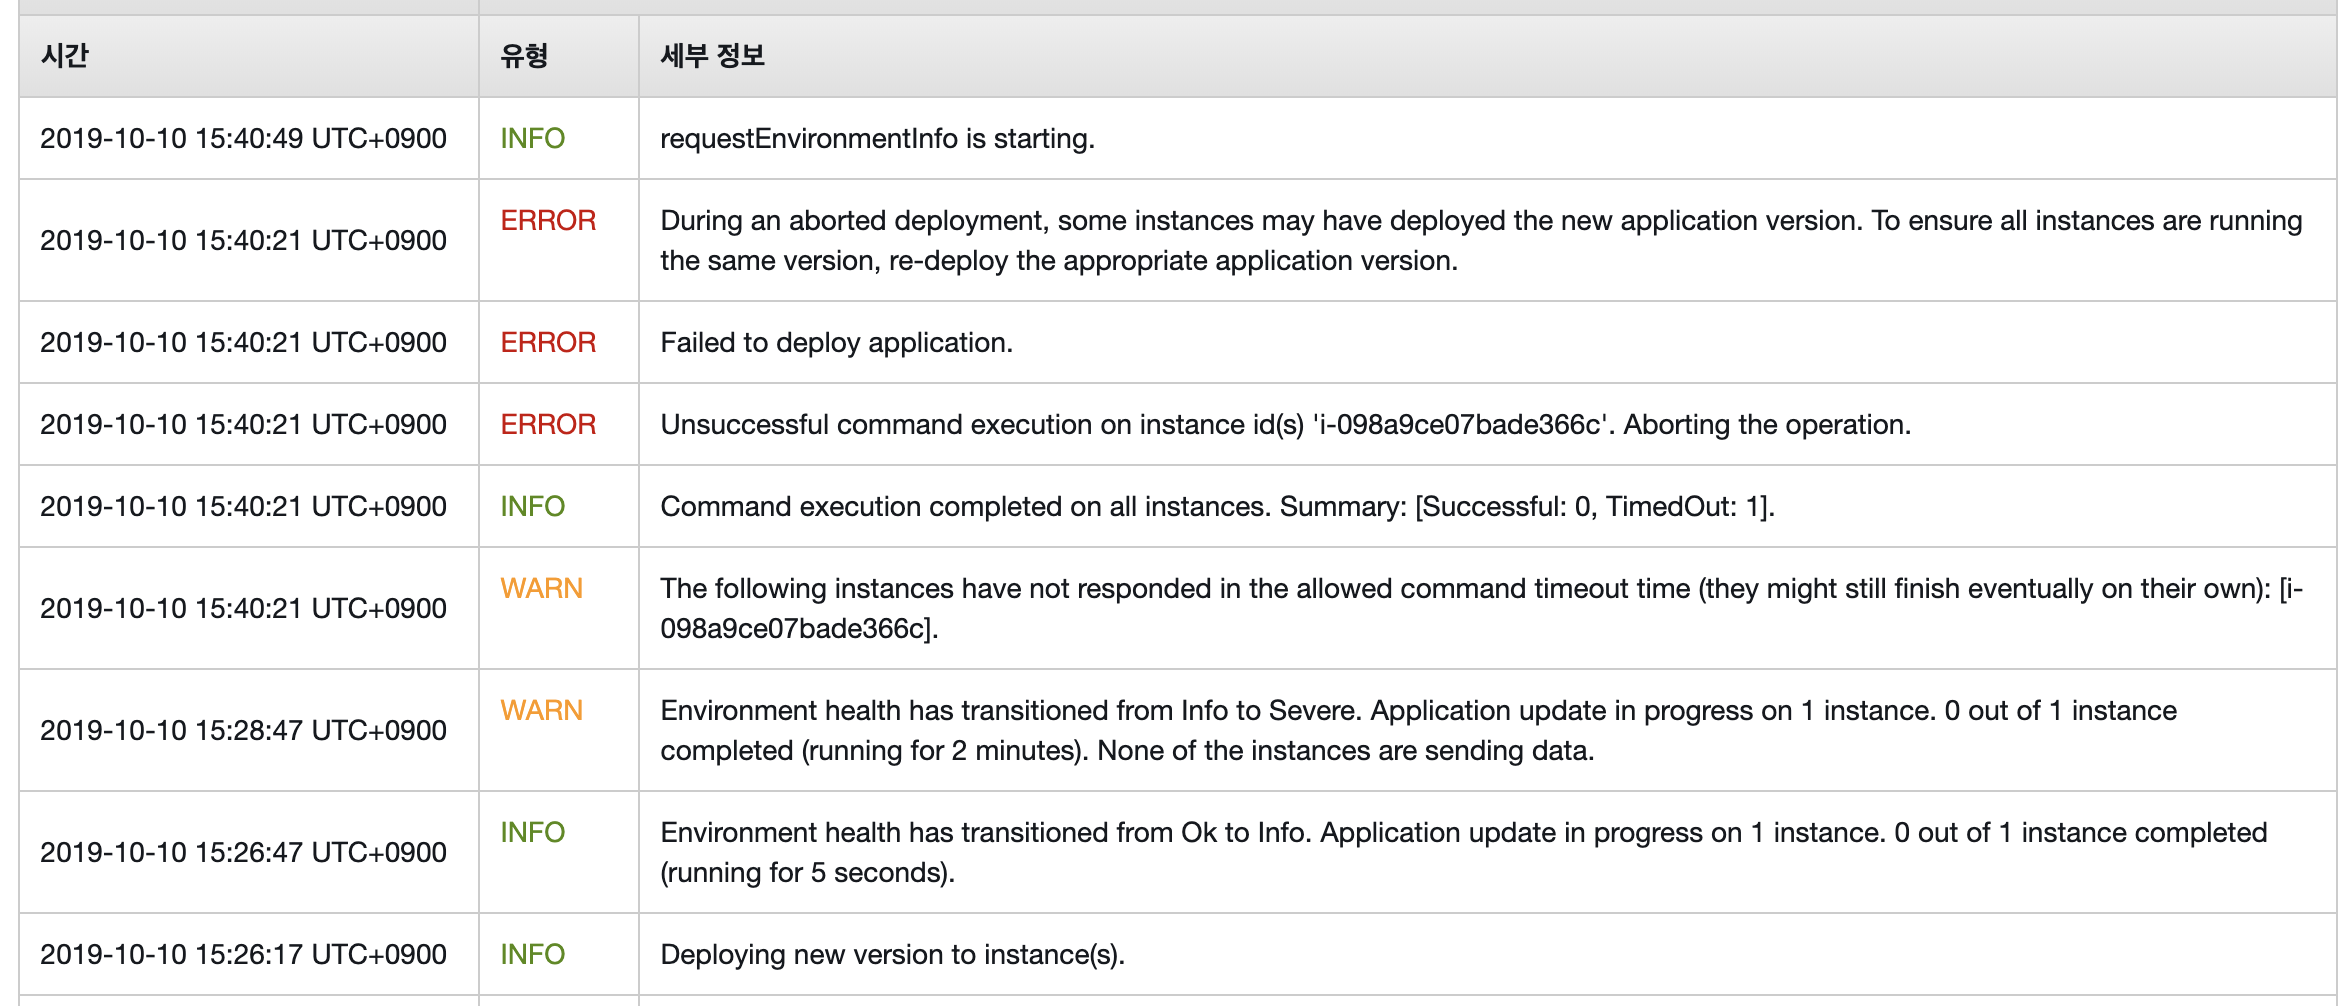 시간 유형 세부 정보
2019-10-10 15:40:49 UTC+0900 INFO requestEnvironmentInfo is starting.
2019-10-10 15:40:21 UTC+0900 ERROR During an aborted deployment, some instances may have deployed the new application version. To ensure all instances are running
the same version, re-deploy the appropriate application version.
2019-10-10 15:40:21 UTC+0900 ERROR Failed to deploy application.
2019-10-10 15:40:21 UTC+0900 ERROR Unsuccessful command execution on instance id(s) 'i-098a9ce07bade366c'. Aborting the operation.
2019-10-10 15:40:21 UTC+0900 INFO Command execution completed on all instances. Summary: [Successful: 0, TimedOut: 1].
2019-10-10 15:40:21 UTC+0900 WARN The following instances have not responded in the allowed command timeout time (they might still finish eventually on their own): [i-
098a9ce07bade366c].
2019-10-10 15:28:47 UTC+0900 WARN Environment health has transitioned from Info to Severe. Application update in progress on 1 instance. 0 out of 1 instance
completed (running for 2 minutes). None of the instances are sending data.
2019-10-10 15:26:47 UTC+0900 INFO Environment health has transitioned from Ok to Info. Application update in progress on 1 instance. 0 out of 1 instance completed
(running for 5 seconds).
2019-10-10 15:26:17 UTC+0900 INFO Deploying new version to instance(s).